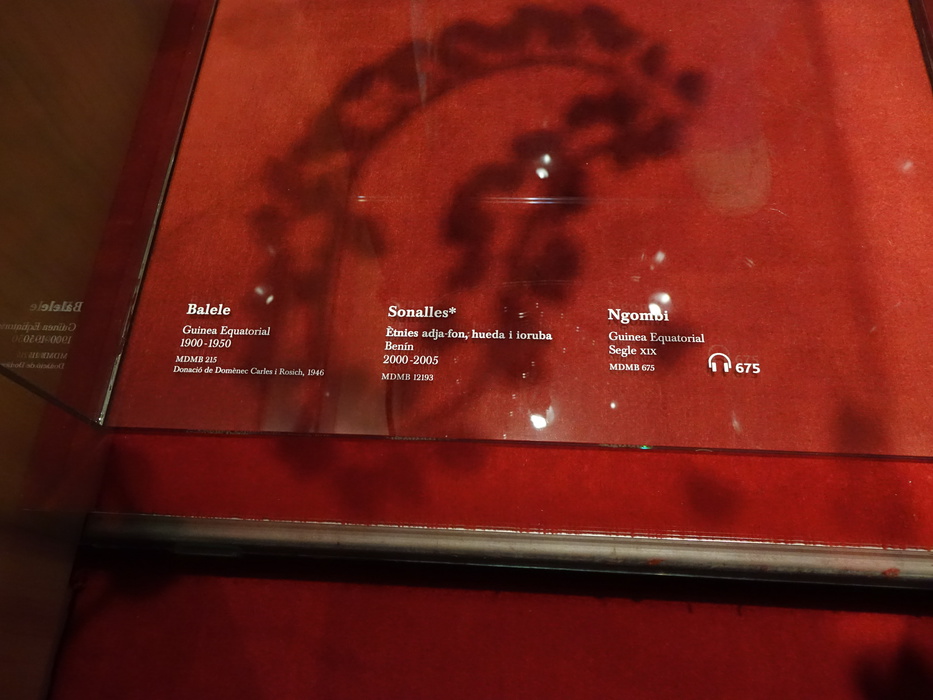 Balele
Guinea Equatorial
1900-1950
MDMB 215
Donació de Domènec Carles i Rosich, 1946
Sonalles*
Ètnies adja-fon, hueda i ioruba
Benín
2000-2005
MDMB 12193
Ngombi
Guinea Equatorial
Segle XIX
MDMB 675
675